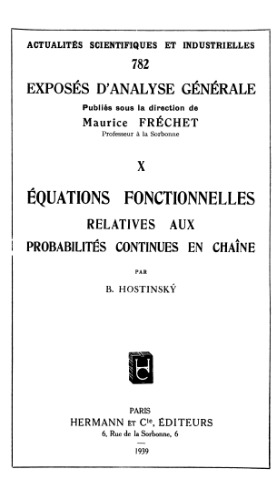 ACTUALITÉS SCIENTIFIQUES ET INDUSTRIELLES
782
EXPOSÉS D'ANALYSE GÉNÉRALE
Publiés sous la direction de
Maurice FRÉCHET
Professeur à la Sorbonne
X
ÉQUATIONS FONCTIONNELLES
RELATIVES AUX
PROBABILITÉS CONTINUES EN CHAÎNE
PAR
B. HOSTINSKÝ
H
C
PARIS
HERMANN ET Cie, ÉDITEURS
6, Rue de la Sorbonne, 6
1939